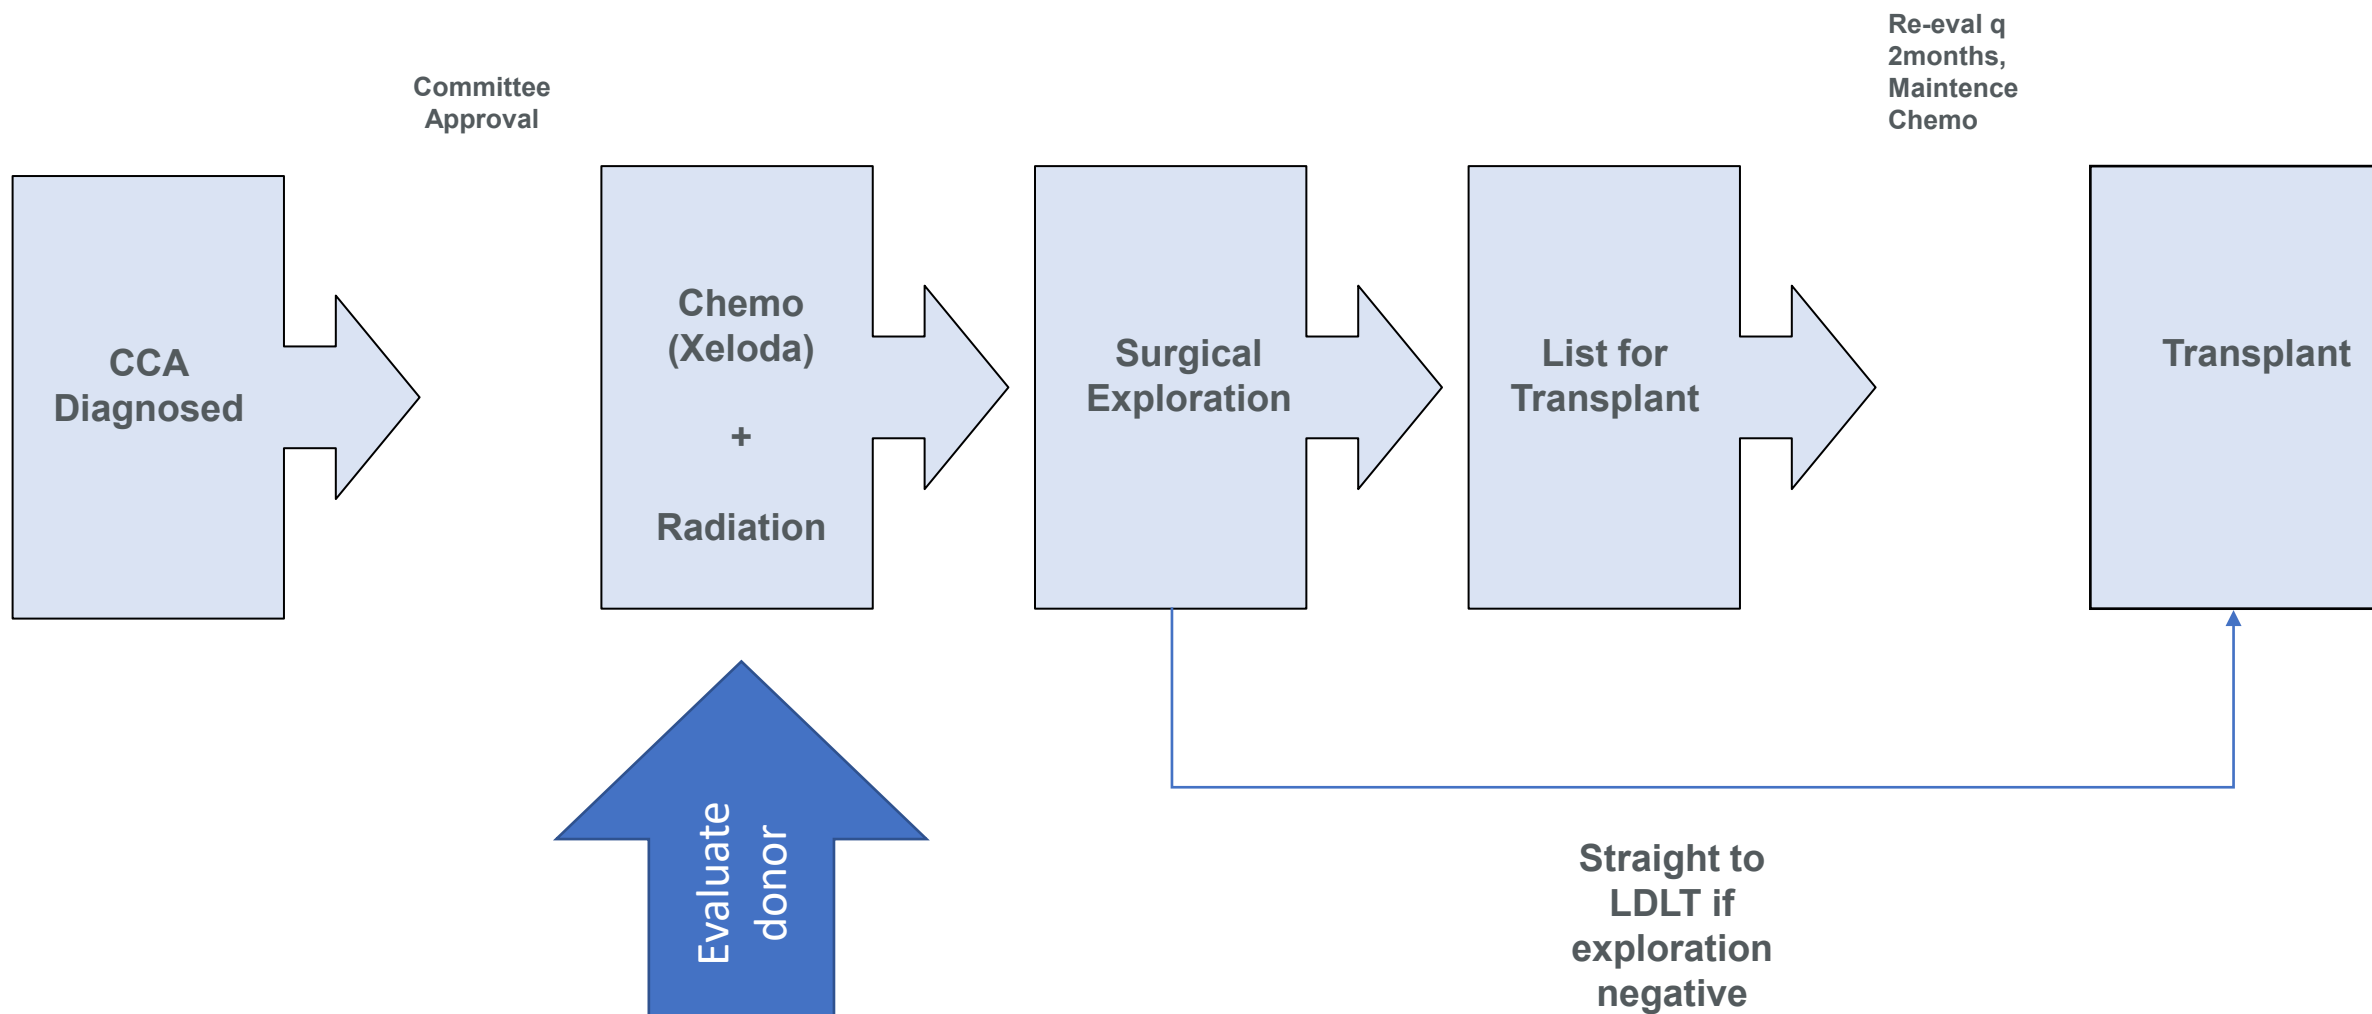 Committee
Approval
Re-eval q
2months,
Maintence
Chemo
CCA
Diagnosed
Chemo
(Xeloda)
+
Radiation
Surgical
Exploration
List for
Transplant
Transplant
Evaluate
donor
Straight to
LDLT if
exploration
negative